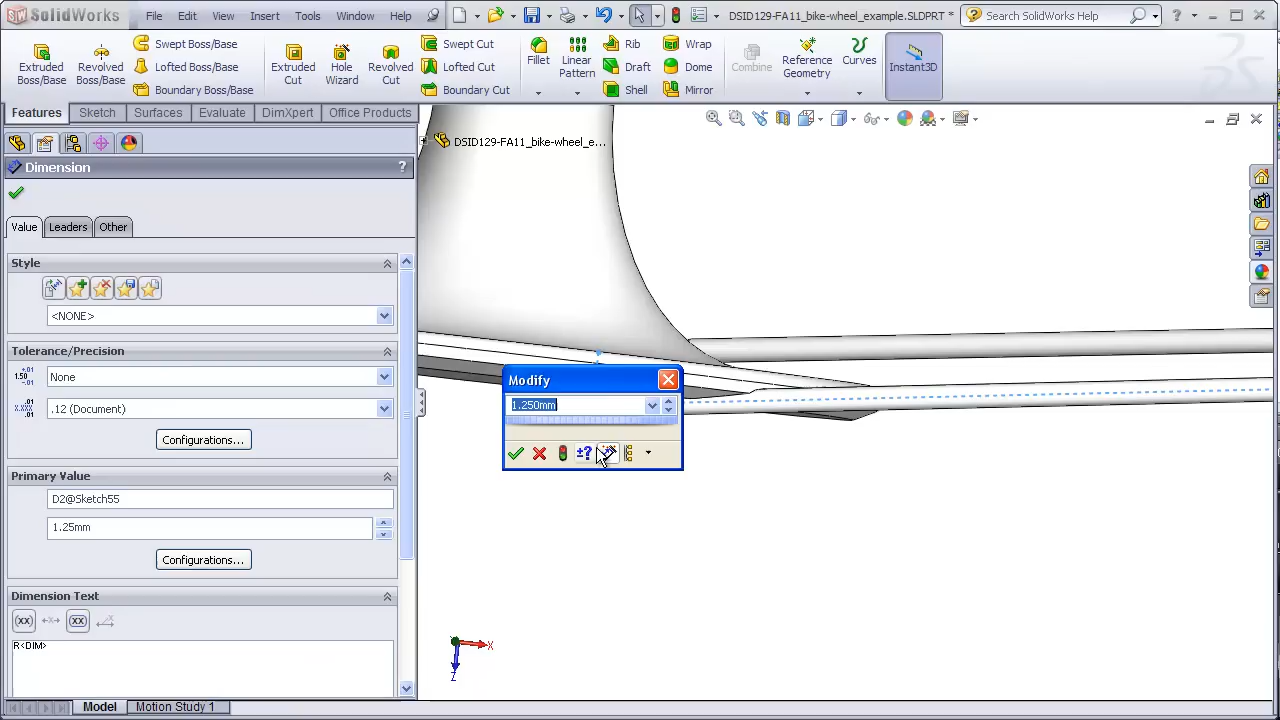 SolidWorks
File Edit View Insert Tools Window Help
DSID129-FA11_bike-wheel_example.SLDPRT *
Search SolidWorks Help
Extruded Boss/Base
Revolved Boss/Base
Swept Boss/Base
Lofted Boss/Base
Boundary Boss/Base
Extruded Cut
Hole Wizard
Revolved Cut
Swept Cut
Lofted Cut
Boundary Cut
Fillet
Linear Pattern
Rib
Draft
Shell
Wrap
Dome
Mirror
Combine
Reference Geometry
Curves
Instant3D
Features Sketch Surfaces Evaluate DimXpert Office Products
DSID129-FA11_bike-wheel_e...
Dimension ?
Value Leaders Other
Style
<NONE>
Tolerance/Precision
None
12 (Document)
Configurations...
Primary Value
D2@Sketch55
1.25mm
Configurations...
Dimension Text
R<DIM>
Modify
1.250mm
±?
X
Z
Model Motion Study 1